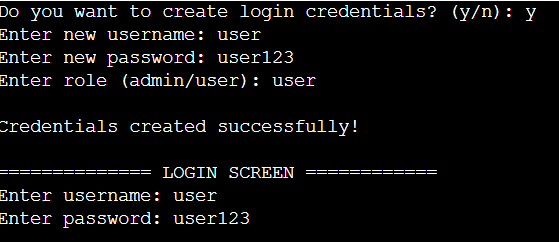 Do you want to create login credentials? (y/n): y
Enter new username: user
Enter new password: user123
Enter role (admin/user): user
Credentials created successfully!
============== LOGIN SCREEN ============
Enter username: user
Enter password: user123